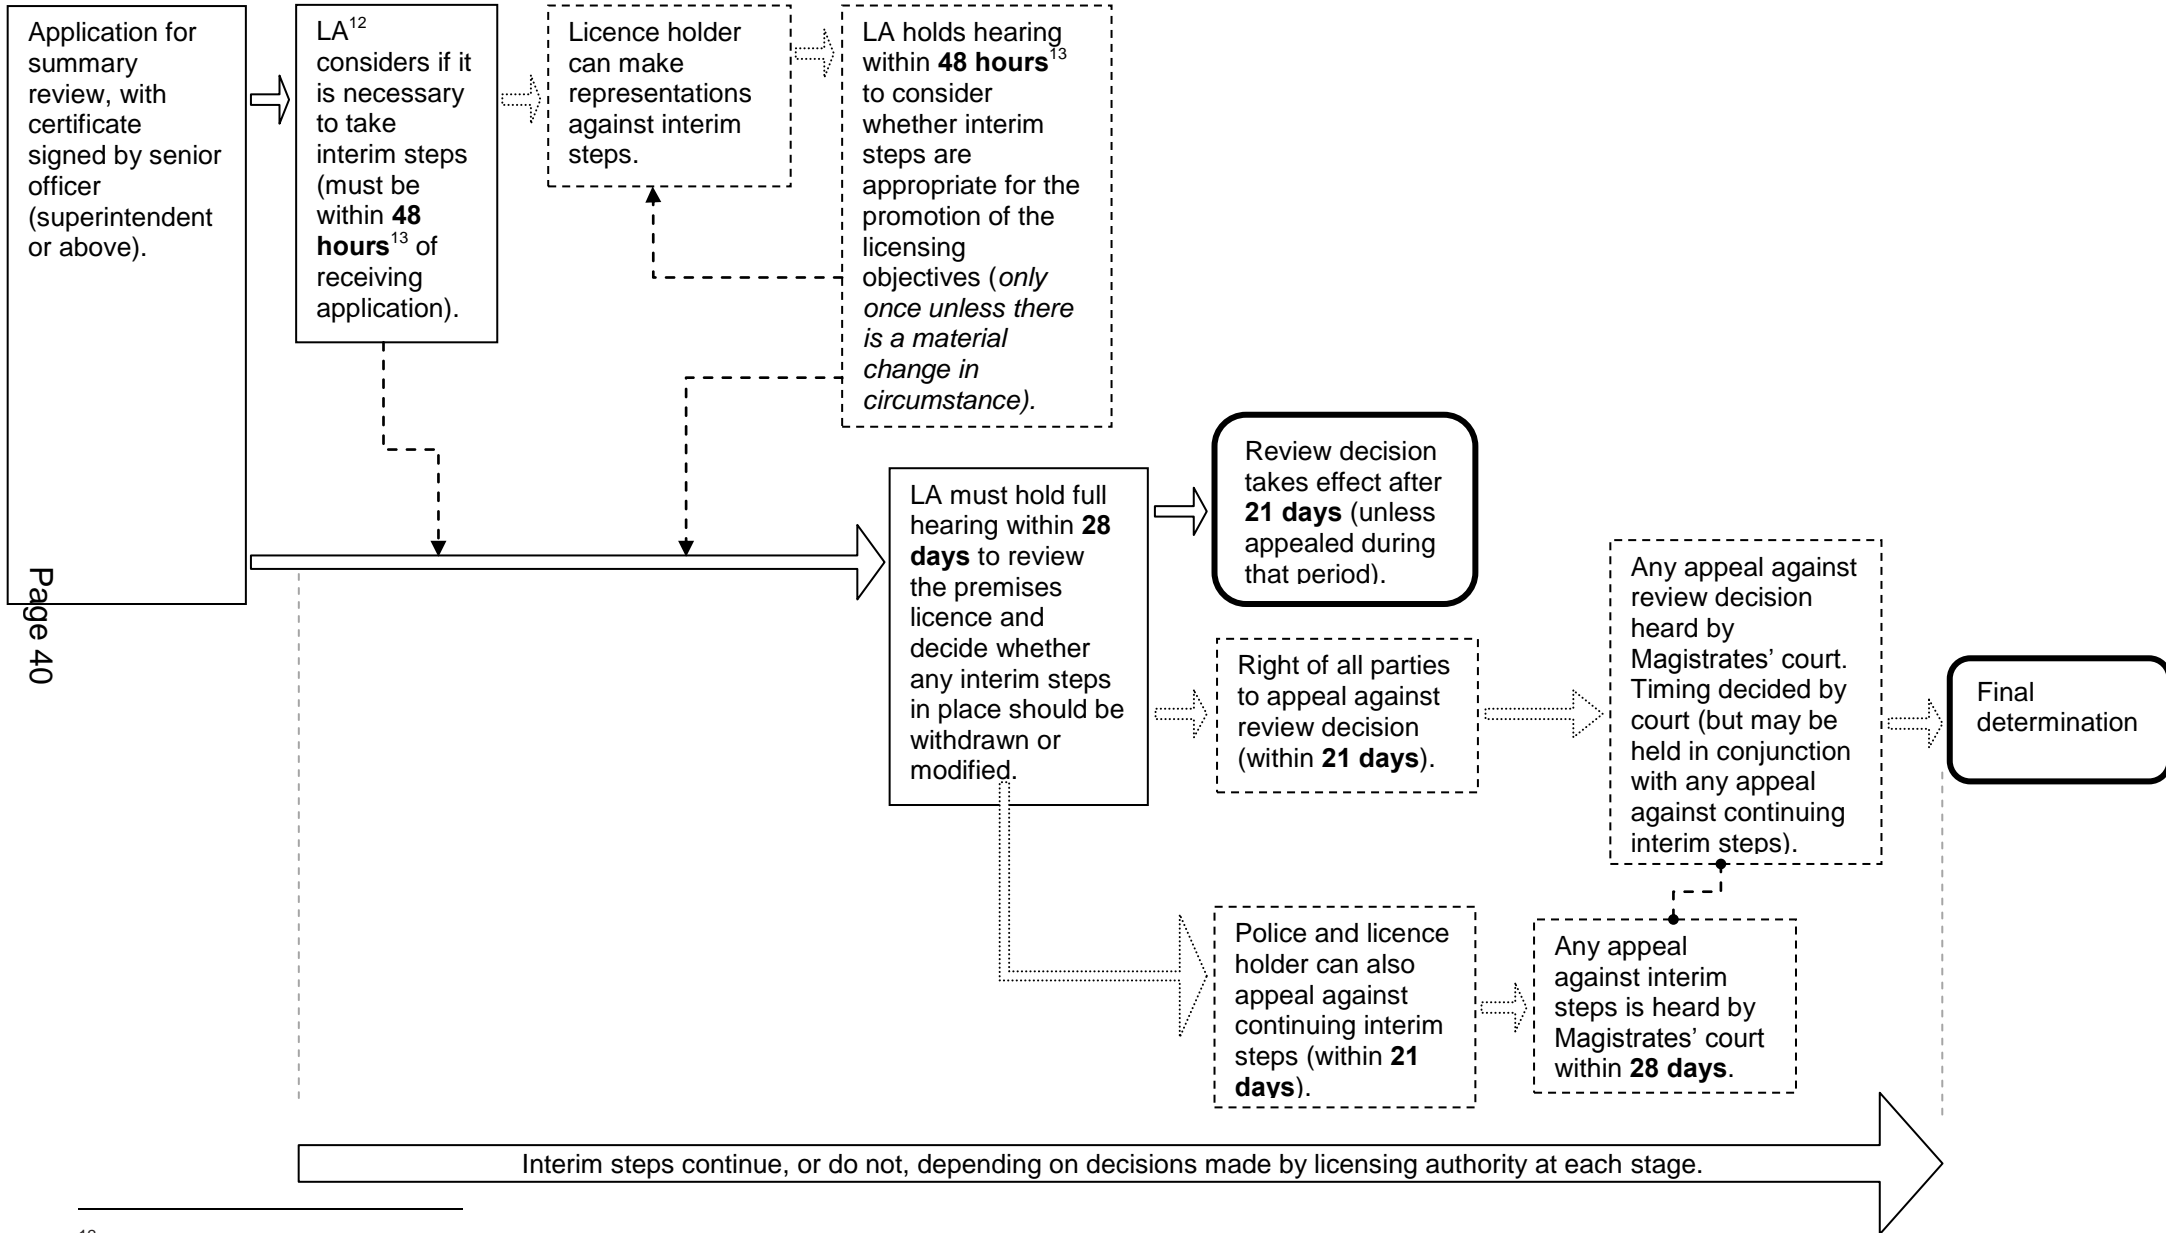 Application for
summary
review, with
certificate
signed by senior
officer
(superintendent
or above).
LA12
considers if it
is necessary
to take
interim steps
(must be
within 48
hours13 of
receiving
application).
Licence holder
can make
representations
against interim
steps.
LA holds hearing
within 48 hours13
to consider
whether interim
steps are
appropriate for the
promotion of the
licensing
objectives (only
once unless there
is a material
change in
circumstance).
LA must hold full
hearing within 28
days to review
the premises
licence and
decide whether
any interim steps
in place should be
withdrawn or
modified.
Review decision
takes effect after
21 days (unless
appealed during
that period).
Right of all parties
to appeal against
review decision
(within 21 days).
Any appeal against
review decision
heard by
Magistrates’ court.
Timing decided by
court (but may be
held in conjunction
with any appeal
against continuing
interim steps).
Final
determination
Police and licence
holder can also
appeal against
continuing interim
steps (within 21
days).
Any appeal
against interim
steps is heard by
Magistrates’ court
within 28 days.
Interim steps continue, or do not, depending on decisions made by licensing authority at each stage.
Page 40